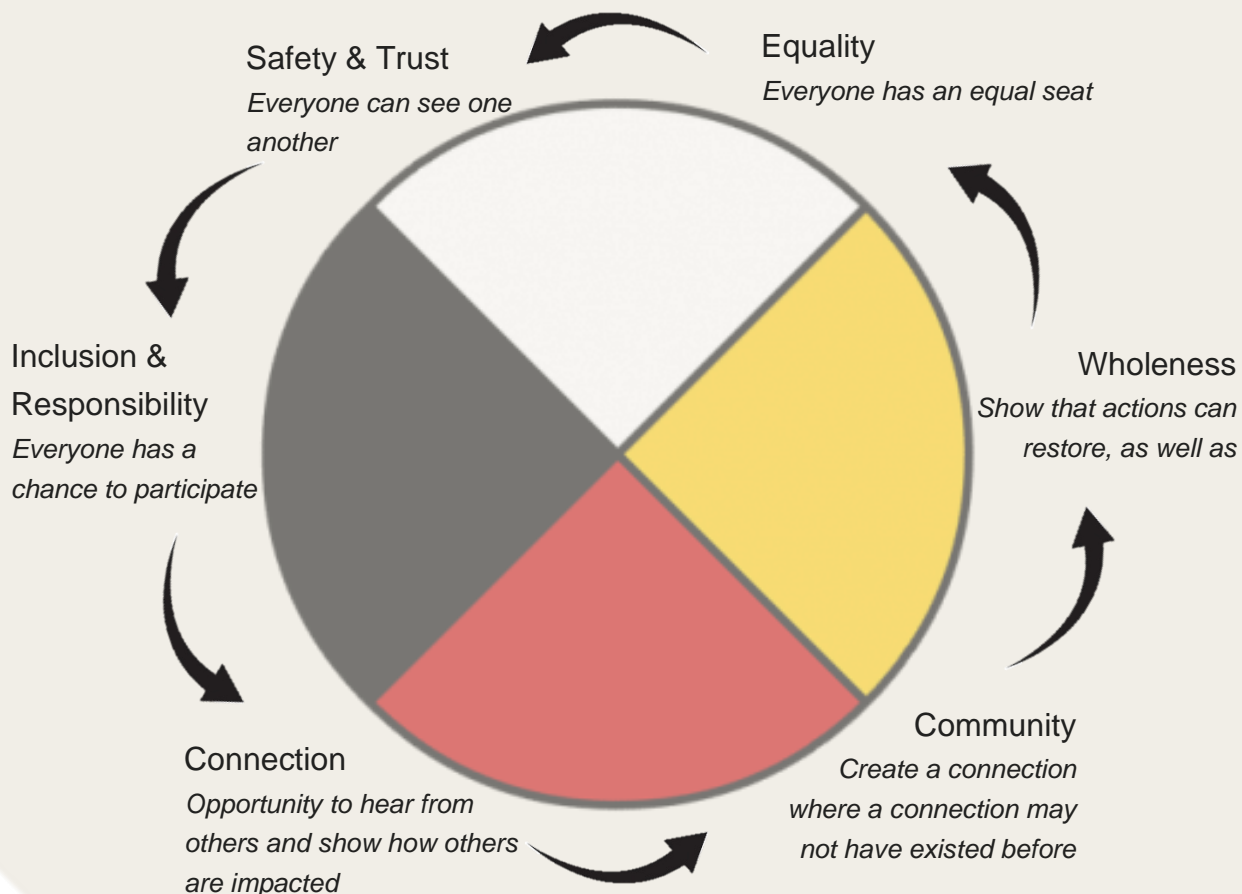 Equality
Everyone has an equal seat
Safety & Trust
Everyone can see one
another
Inclusion &
Responsibility
Everyone has a
chance to participate
Connection
Opportunity to hear from
others and show how others
are impacted
Community
Create a connection
where a connection may
not have existed before
Wholeness
Show that actions can
restore, as well as